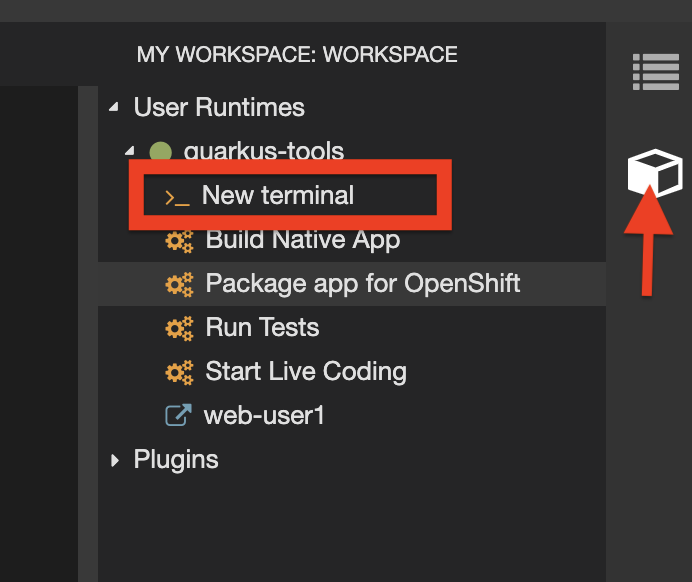 MY WORKSPACE: WORKSPACE
User Runtimes
quarkus-tools
New terminal
Build Native App
Package app for OpenShift
Run Tests
Start Live Coding
web-user1
Plugins